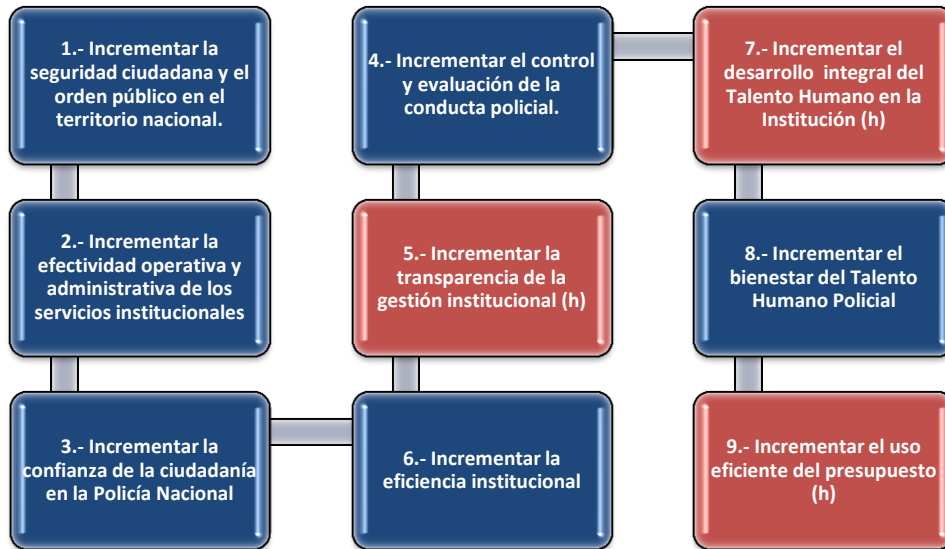 1.- Incrementar la
seguridad ciudadana y el
orden público en el
territorio nacional.
2.- Incrementar la
efectividad operativa y
administrativa de los
servicios institucionales
3.- Incrementar la
confianza de la ciudadanía
en la Policía Nacional
4.- Incrementar el control
y evaluación de la
conducta policial.
5.- Incrementar la
transparencia de la
gestión institucional (h)
6.- Incrementar la
eficiencia institucional
7.- Incrementar el
desarrollo integral del
Talento Humano en la
Institución (h)
8.- Incrementar el
bienestar del Talento
Humano Policial
9.- Incrementar el uso
eficiente del presupuesto
(h)